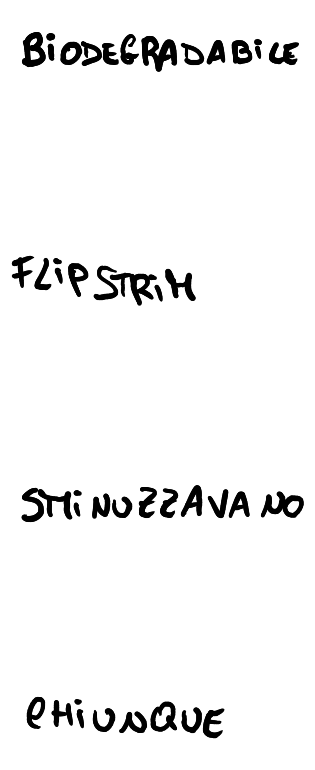 BIODEGRADABILE
FLIPSTRIM
SMINUZZAVANO
CHIUNQUE